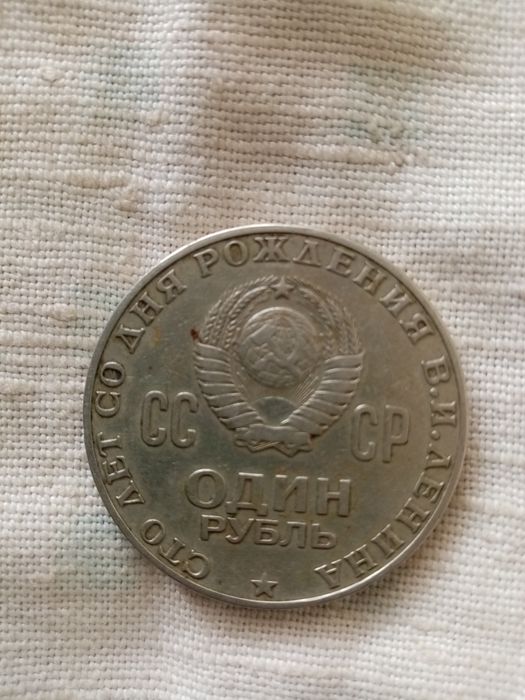 СТО ЛЕТ СО ДНЯ РОЖДЕНИЯ В.И.ЛЕНИНА
СС СР
ОДИН
РУБЛЬ